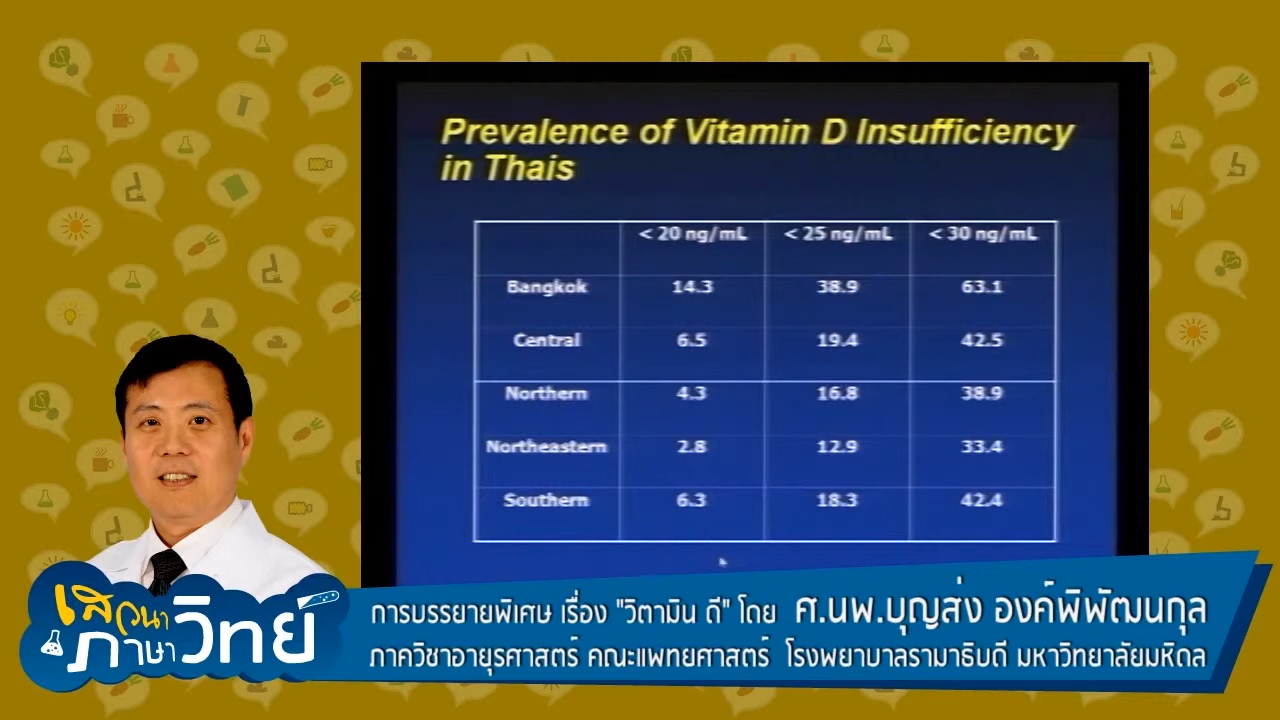 Prevalence of Vitamin D Insufficiency
in Thais
< 20 ng/mL < 25 ng/mL < 30 ng/mL
Bangkok 14.3 38.9 63.1
Central 6.5 19.4 42.5
Northern 4.3 16.8 38.9
Northeastern 2.8 12.9 33.4
Southern 6.3 18.3 42.4
เสวนา
ภาษาวิทย์
การบรรยายพิเศษ เรื่อง "วิตามิน ดี" โดย ศ.นพ.บุญส่ง องค์พิพัฒนกุล
ภาควิชาอายุรศาสตร์ คณะแพทยศาสตร์ โรงพยาบาลรามาธิบดี มหาวิทยาลัยมหิดล